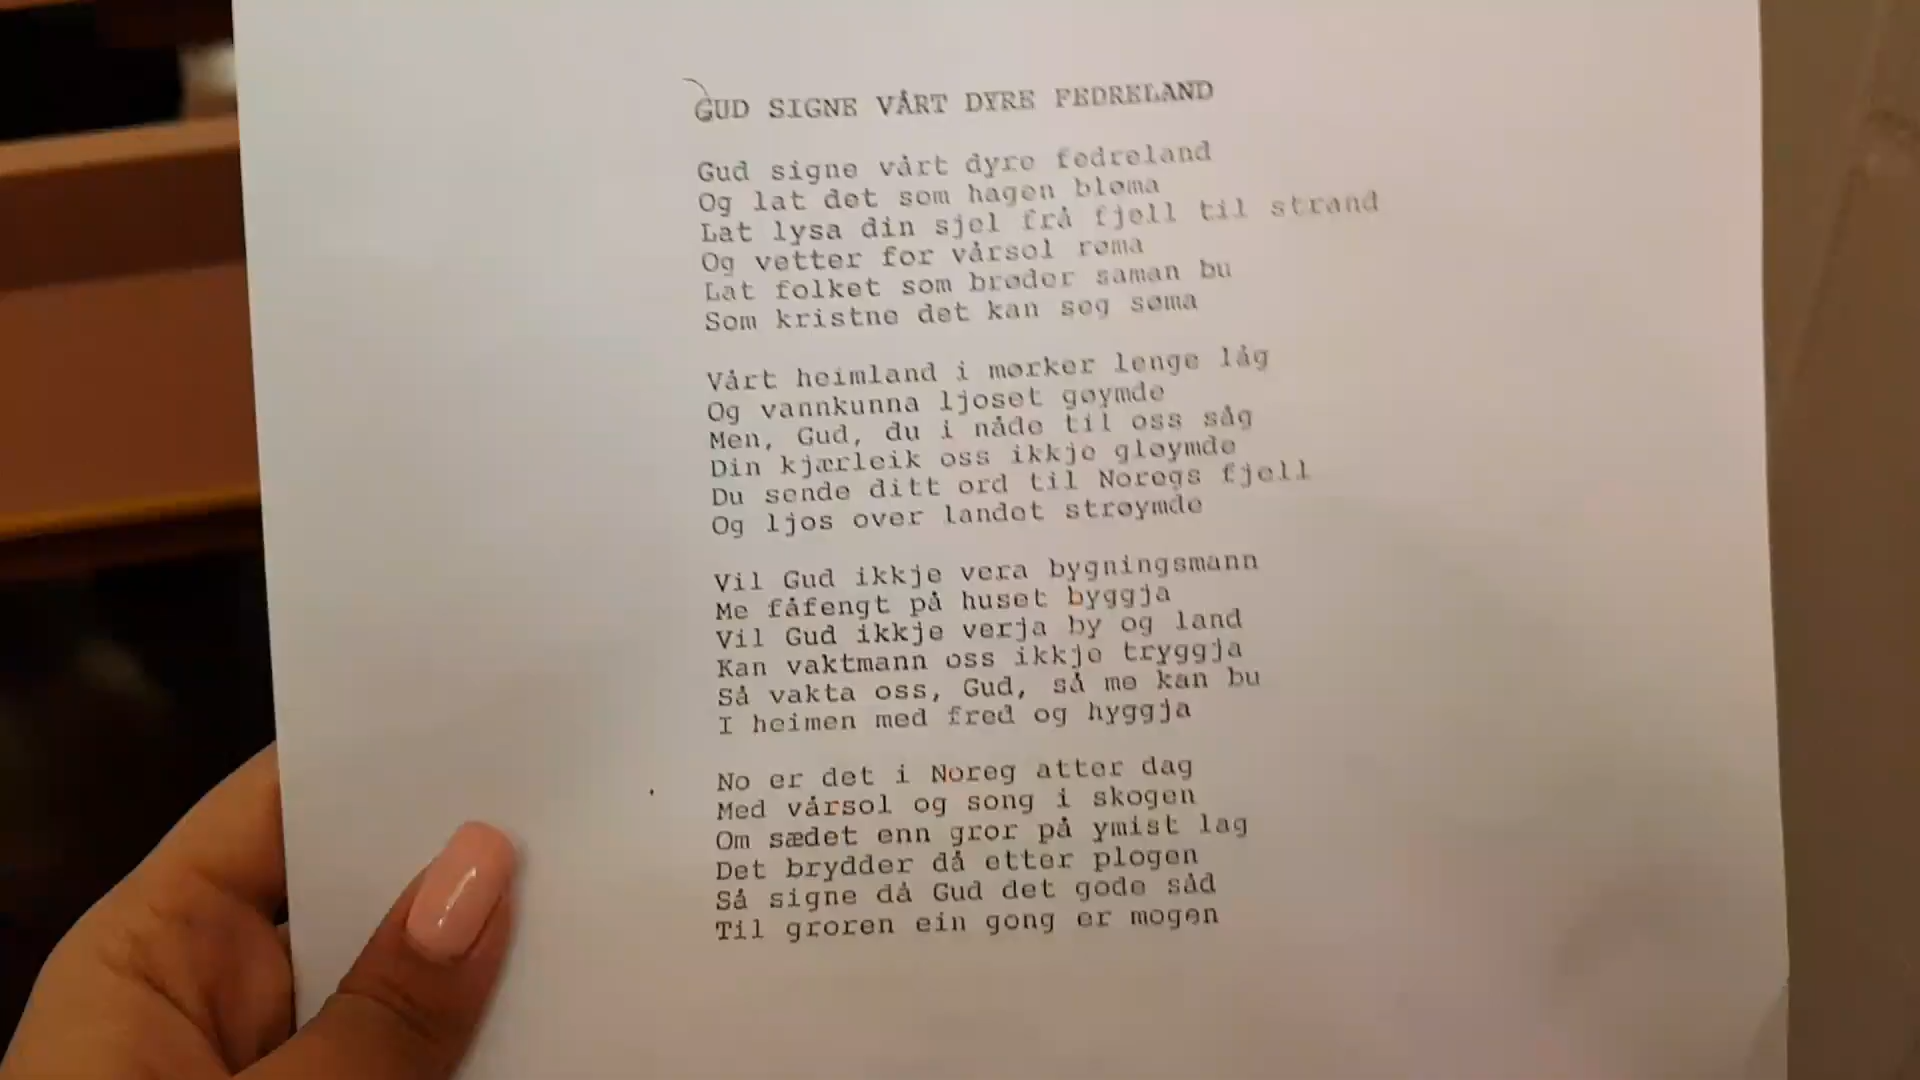 GUD SIGNE VÅRT DYRE FEDRELAND
Gud signe vårt dyre fedreland
Og lat det som hagen bløma
Lat lysa din sjel frå fjell til strand
Og vetter for vårsol røma
Lat folket som brøder saman bu
Som kristne det kan seg søma
Vårt heimland i mørker lenge låg
Og vannkunna ljoset gøymde
Men, Gud, du i nåde til oss såg
Din kjærleik oss ikkje gløymde
Du sende ditt ord til Noregs fjell
Og ljos over landet strøymde
Vil Gud ikkje vera bygningsmann
Me fåfengt på huset byggja
Vil Gud ikkje verja by og land
Kan vaktmann oss ikkje tryggja
Så vakta oss, Gud, så me kan bu
I heimen med fred og hyggja
No er det i Noreg atter dag
Med vårsol og song i skogen
Om sædet enn gror på ymist lag
Det brydder då etter plogen
Så signe då Gud det gode såd
Til groren ein gong er mogen